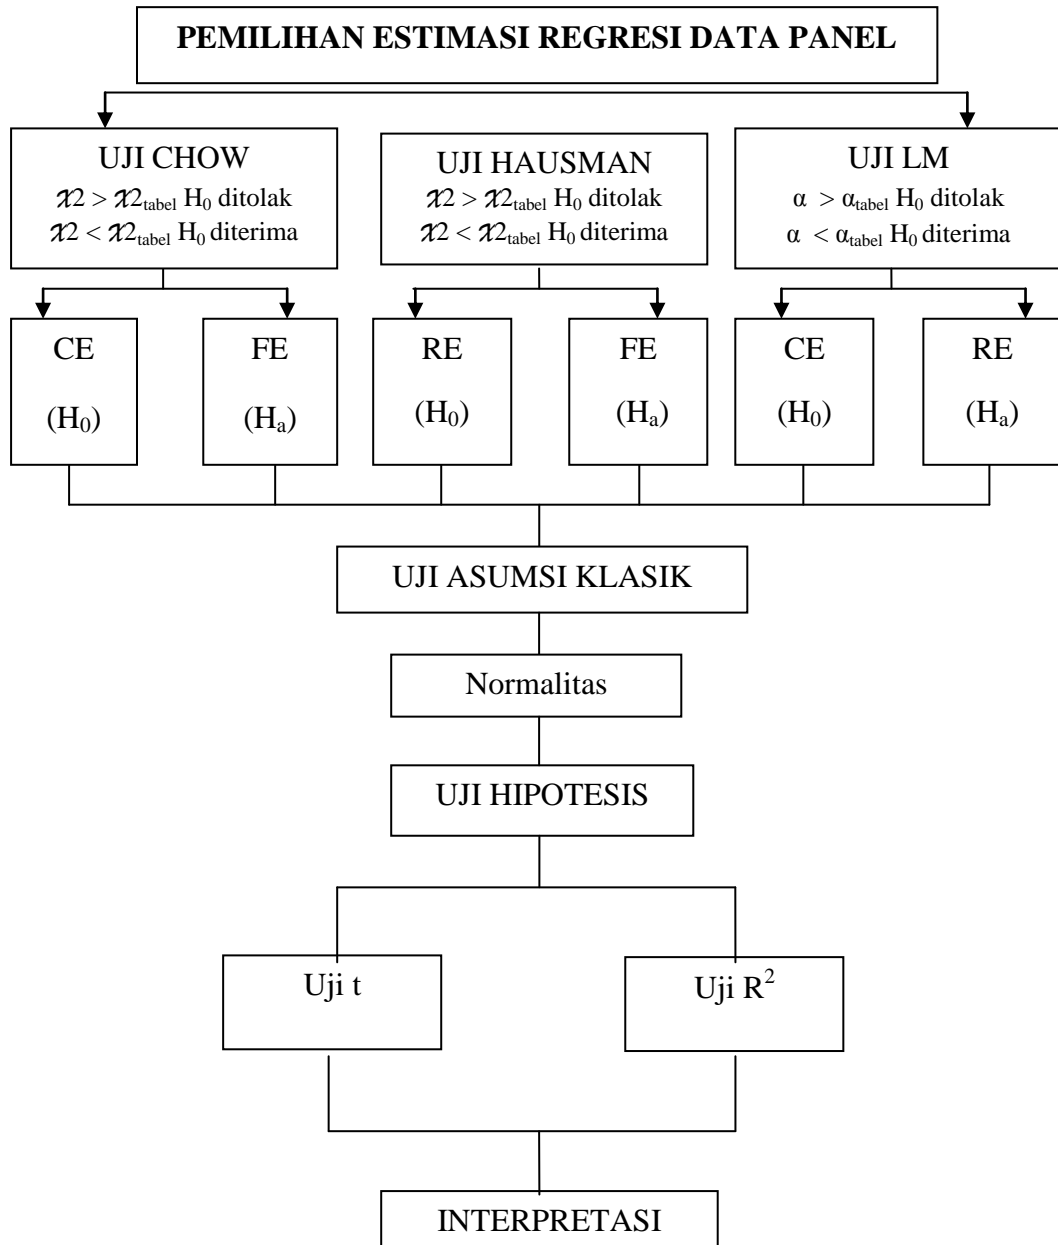 PEMILIHAN ESTIMASI REGRESI DATA PANEL
UJI CHOW
𝓧2 > 𝓧2tabel H₀ ditolak
𝓧2 < 𝓧2tabel H₀ diterima
UJI HAUSMAN
𝓧2 > 𝓧2tabel H₀ ditolak
𝓧2 < 𝓧2tabel H₀ diterima
UJI LM
α > αtabel H₀ ditolak
α < αtabel H₀ diterima
CE
(H₀)
FE
(Hₐ)
RE
(H₀)
FE
(Hₐ)
CE
(H₀)
RE
(Hₐ)
UJI ASUMSI KLASIK
Normalitas
UJI HIPOTESIS
Uji t
Uji R²
INTERPRETASI